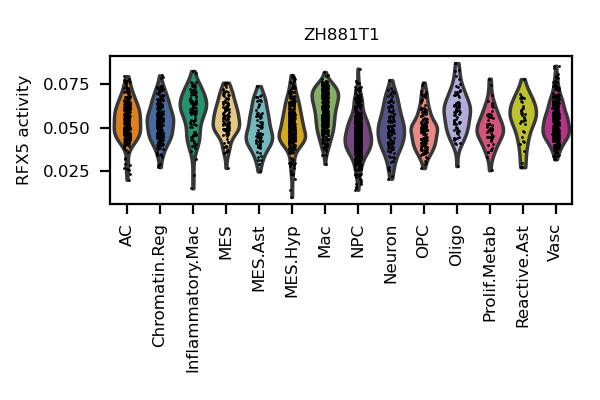 ZH881T1
RFX5 activity
0.075
0.050
0.025
AC
Chromatin.Reg
Inflammatory.Mac
MES
MES.Ast
MES.Hyp
Mac
NPC
Neuron
OPC
Oligo
Prolif.Metab
Reactive.Ast
Vasc